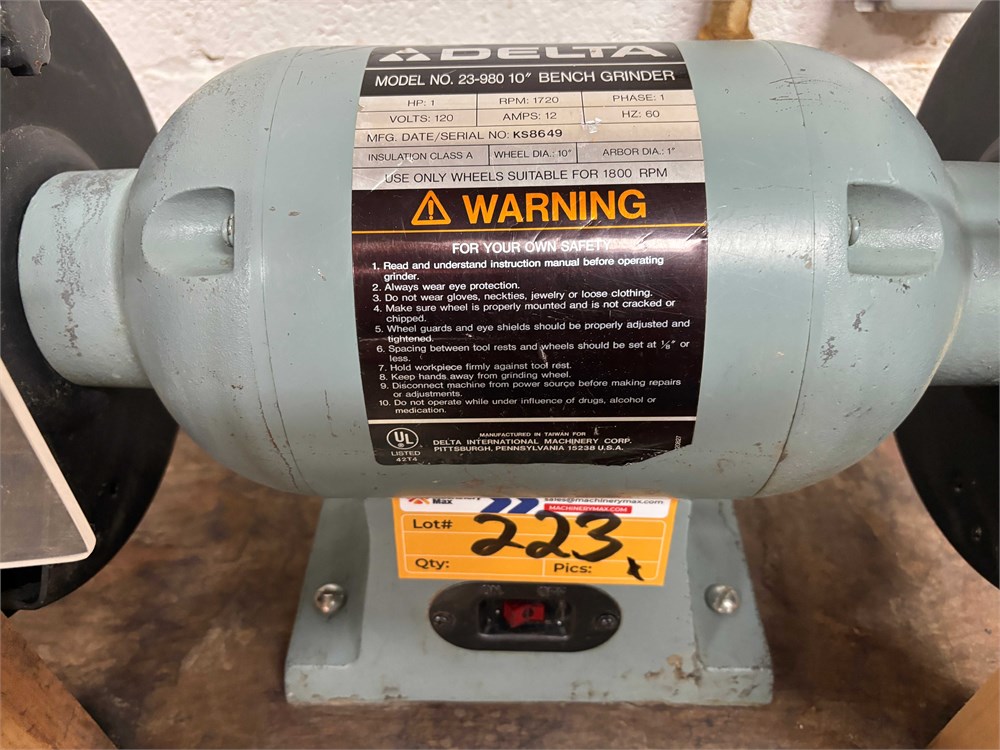 DELTA
MODEL NO. 23-980 10" BENCH GRINDER
HP: 1 RPM: 1720 PHASE: 1
VOLTS: 120 AMPS: 12 HZ: 60
MFG. DATE/SERIAL NO: KS8649
INSULATION CLASS A WHEEL DIA.: 10" ARBOR DIA.: 1"
USE ONLY WHEELS SUITABLE FOR 1800 RPM
WARNING
FOR YOUR OWN SAFETY
1. Read and understand instruction manual before operating
grinder.
2. Always wear eye protection.
3. Do not wear gloves, neckties, jewelry or loose clothing.
4. Make sure wheel is properly mounted and is not cracked or
chipped.
5. Wheel guards and eye shields should be properly adjusted and
tightened.
6. Spacing between tool rests and wheels should be set at ⅛" or
less.
7. Hold workpiece firmly against tool rest.
8. Keep hands away from grinding wheel.
9. Disconnect machine from power source before making repairs
or adjustments.
10. Do not operate while under influence of drugs, alcohol or
medication.
UL
LISTED
42T4
MANUFACTURED IN TAIWAN FOR
DELTA INTERNATIONAL MACHINERY CORP.
PITTSBURGH, PENNSYLVANIA 15238 U.S.A.
Max
sales@machinerymax.com
MACHINERYMAX.COM
Lot# 223
Qty: Pics: